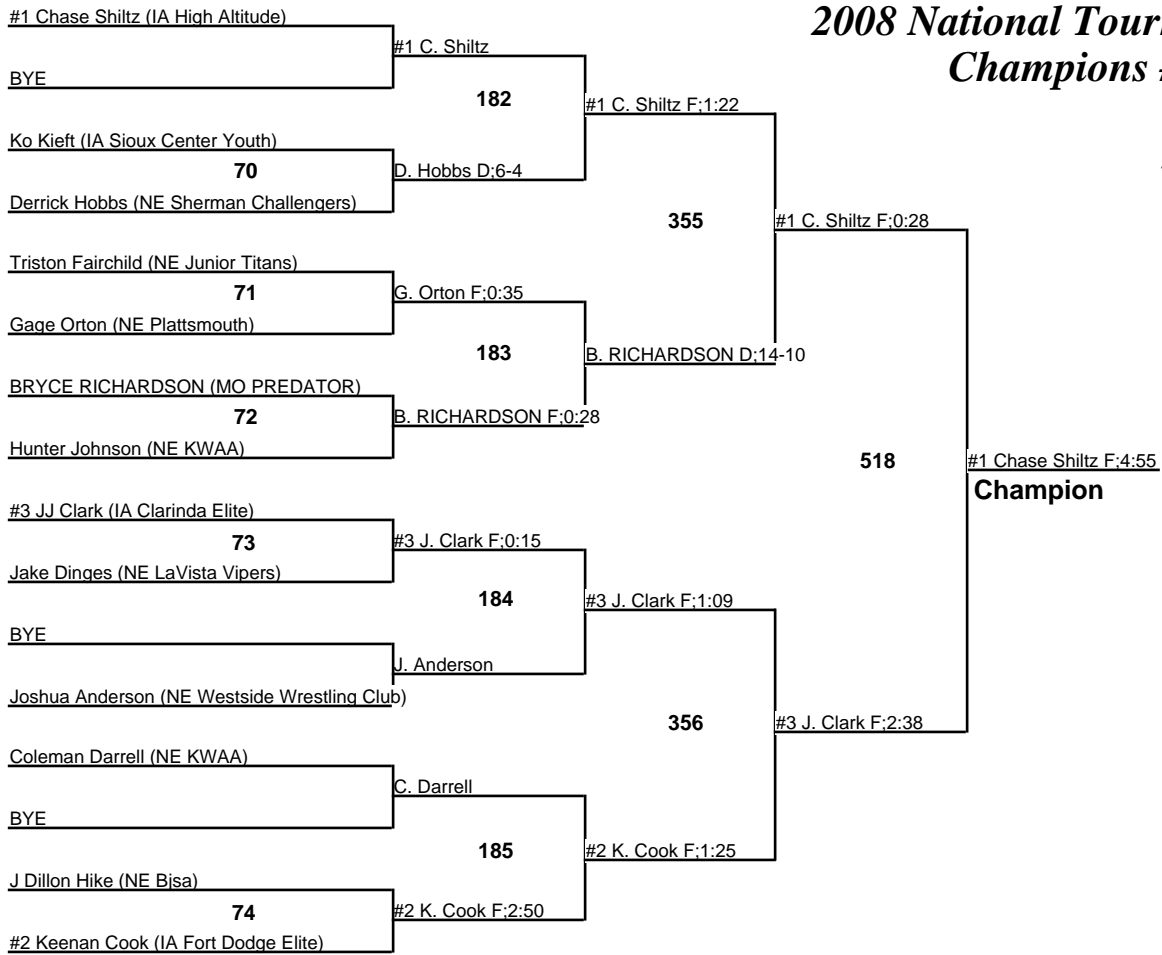 2008 National Tour
Champions
#1 Chase Shiltz (IA High Altitude)
BYE
Ko Kieft (IA Sioux Center Youth)
70
Derrick Hobbs (NE Sherman Challengers)
Triston Fairchild (NE Junior Titans)
71
Gage Orton (NE Plattsmouth)
BRYCE RICHARDSON (MO PREDATOR)
72
Hunter Johnson (NE KWAA)
#3 JJ Clark (IA Clarinda Elite)
73
Jake Dinges (NE LaVista Vipers)
BYE
Joshua Anderson (NE Westside Wrestling Club)
Coleman Darrell (NE KWAA)
BYE
J Dillon Hike (NE Bjsa)
74
#2 Keenan Cook (IA Fort Dodge Elite)
#1 C. Shiltz
182
D. Hobbs D;6-4
G. Orton F;0:35
183
B. RICHARDSON F;0:28
#3 J. Clark F;0:15
184
J. Anderson
C. Darrell
185
#2 K. Cook F;2:50
#1 C. Shiltz F;1:22
355
B. RICHARDSON D;14-10
#3 J. Clark F;1:09
356
#2 K. Cook F;1:25
#1 C. Shiltz F;0:28
518
#3 J. Clark F;2:38
#1 Chase Shiltz F;4:55
Champion